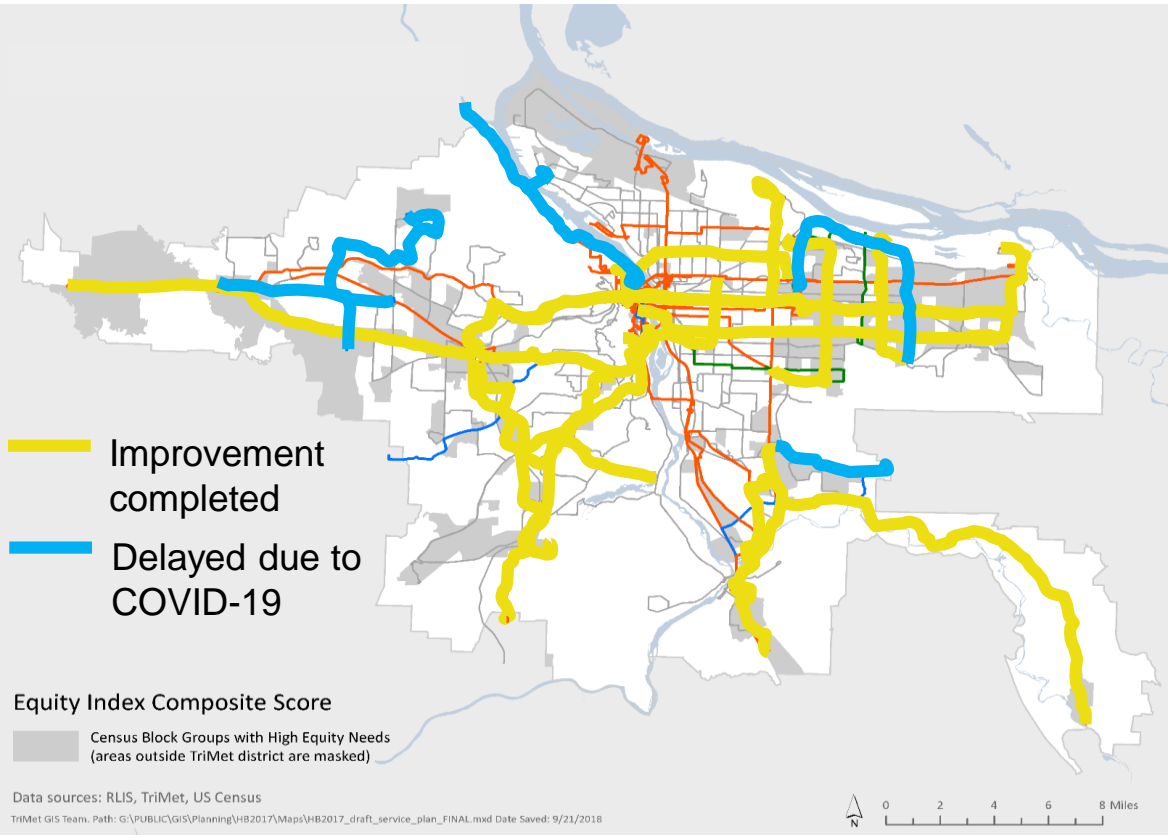 Improvement
completed
Delayed due to
COVID-19
Equity Index Composite Score
Census Block Groups with High Equity Needs
(areas outside TriMet district are masked)
Data sources: RLIS, TriMet, US Census
TriMet GIS Team. Path: G:\PUBLIC\GIS\Planning\HB2017\Maps\HB2017_draft_service_plan_FINAL.mxd Date Saved: 9/21/2018
N
0 2 4 6 8 Miles